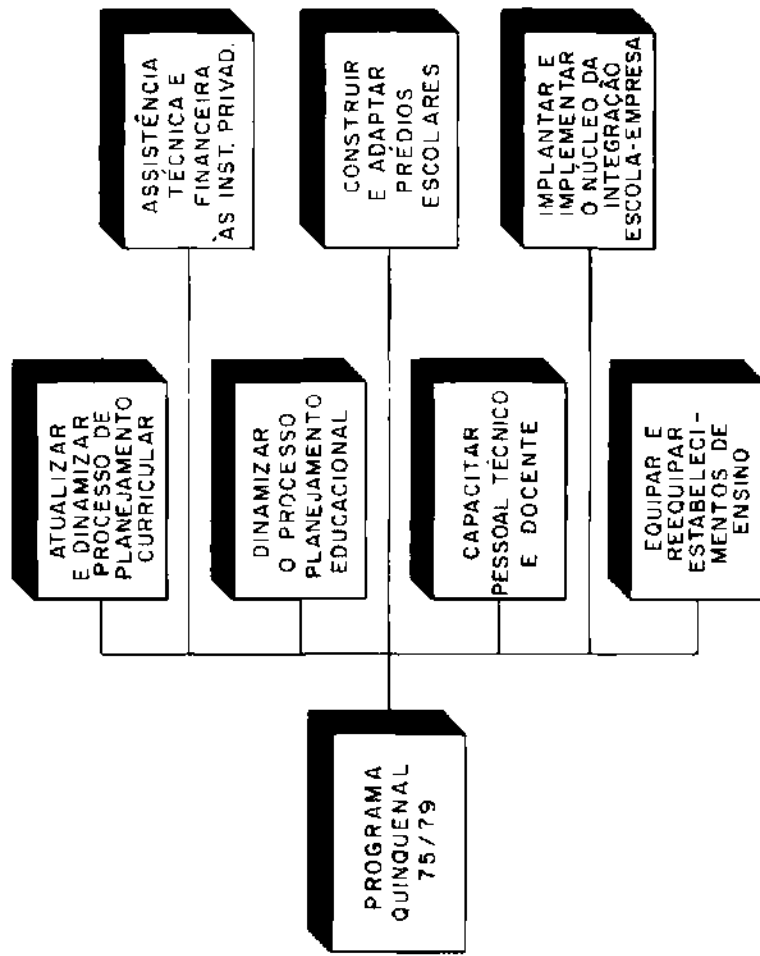 PROGRAMA
QUINQUENAL
75/79
ATUALIZAR
E DINAMIZAR
PROCESSO DE
PLANEJAMENTO
CURRICULAR
DINAMIZAR
O PROCESSO
PLANEJAMENTO
EDUCACIONAL
CAPACITAR
PESSOAL TÉCNICO
E DOCENTE
EQUIPAR E
REEQUIPAR
ESTABELECI-
MENTOS DE
ENSINO
ASSISTÊNCIA
TÉCNICA E
FINANCEIRA
ÀS INST. PRIVAD.
CONSTRUIR
E ADAPTAR
PRÉDIOS
ESCOLARES
IMPLANTAR E
IMPLEMENTAR
O NÚCLEO DA
INTEGRAÇÃO
ESCOLA-EMPRESA